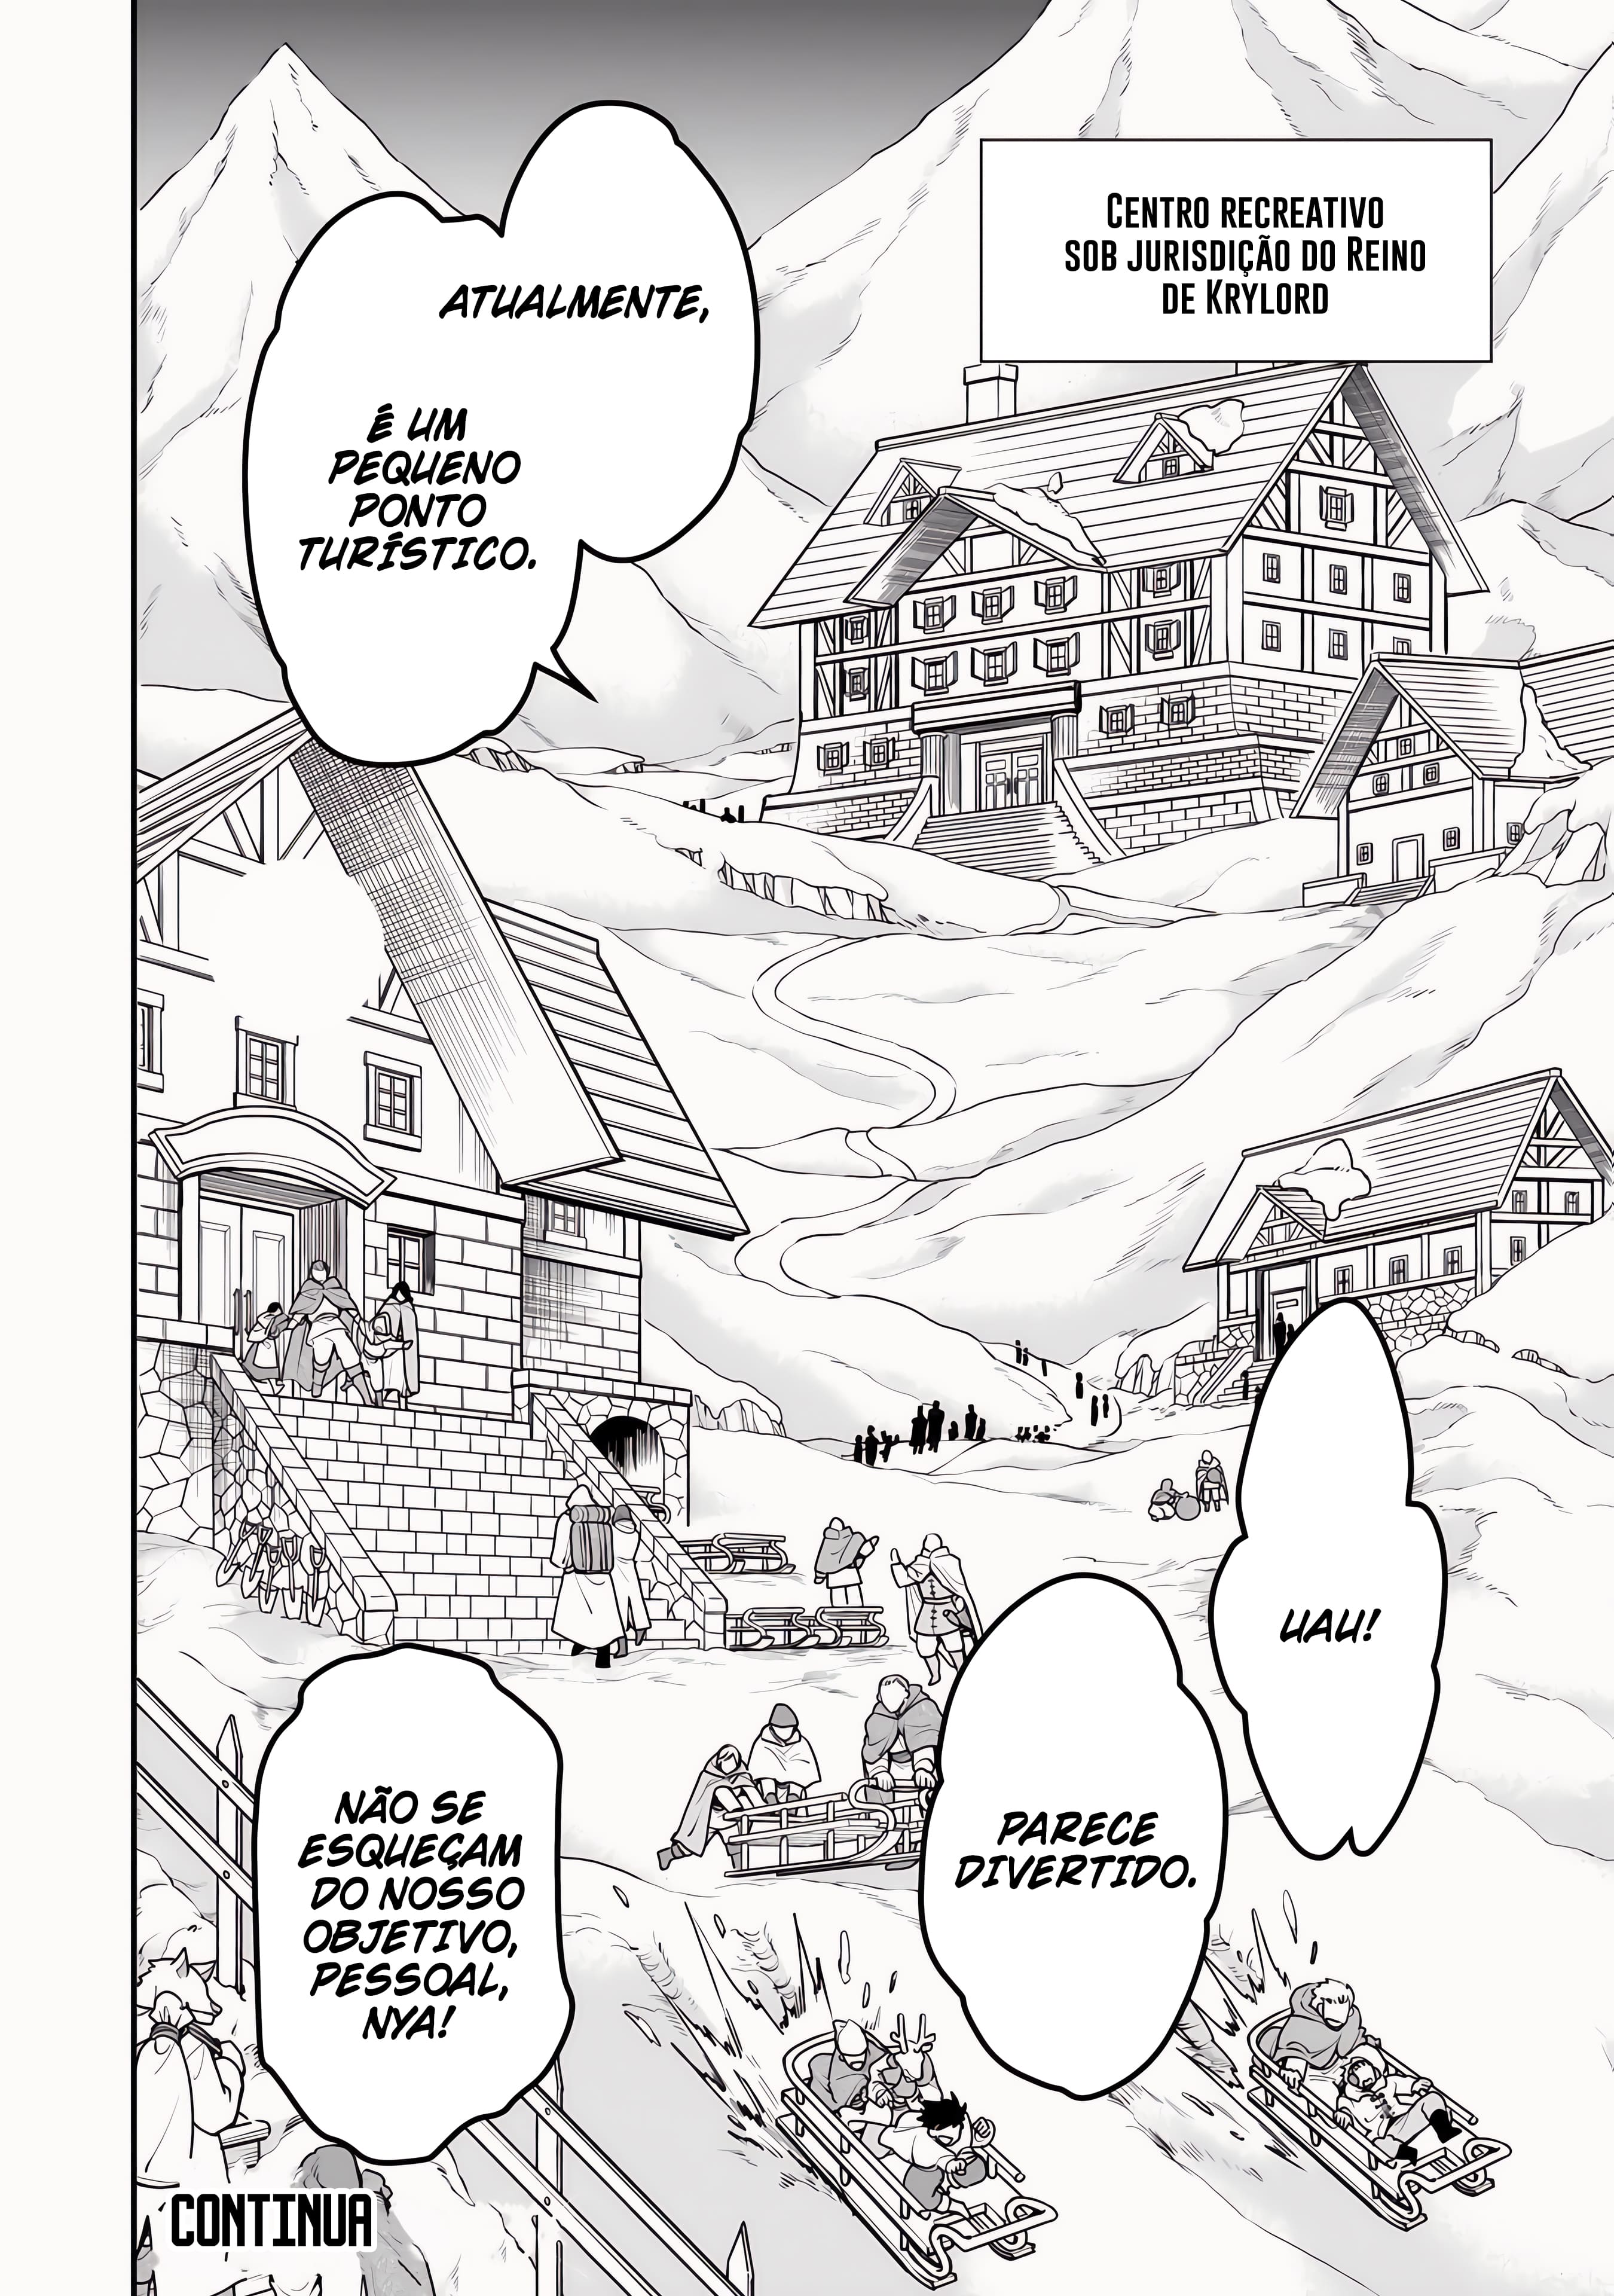 CENTRO RECREATIVO
SOB JURISDIÇÃO DO REINO
DE KRYLORD
ATUALMENTE,
É UM
PEQUENO
PONTO
TURÍSTICO.
UAU!
PARECE
DIVERTIDO.
NÃO SE
ESQUEÇAM
DO NOSSO
OBJETIVO,
PESSOAL,
NYA!
CONTINUA